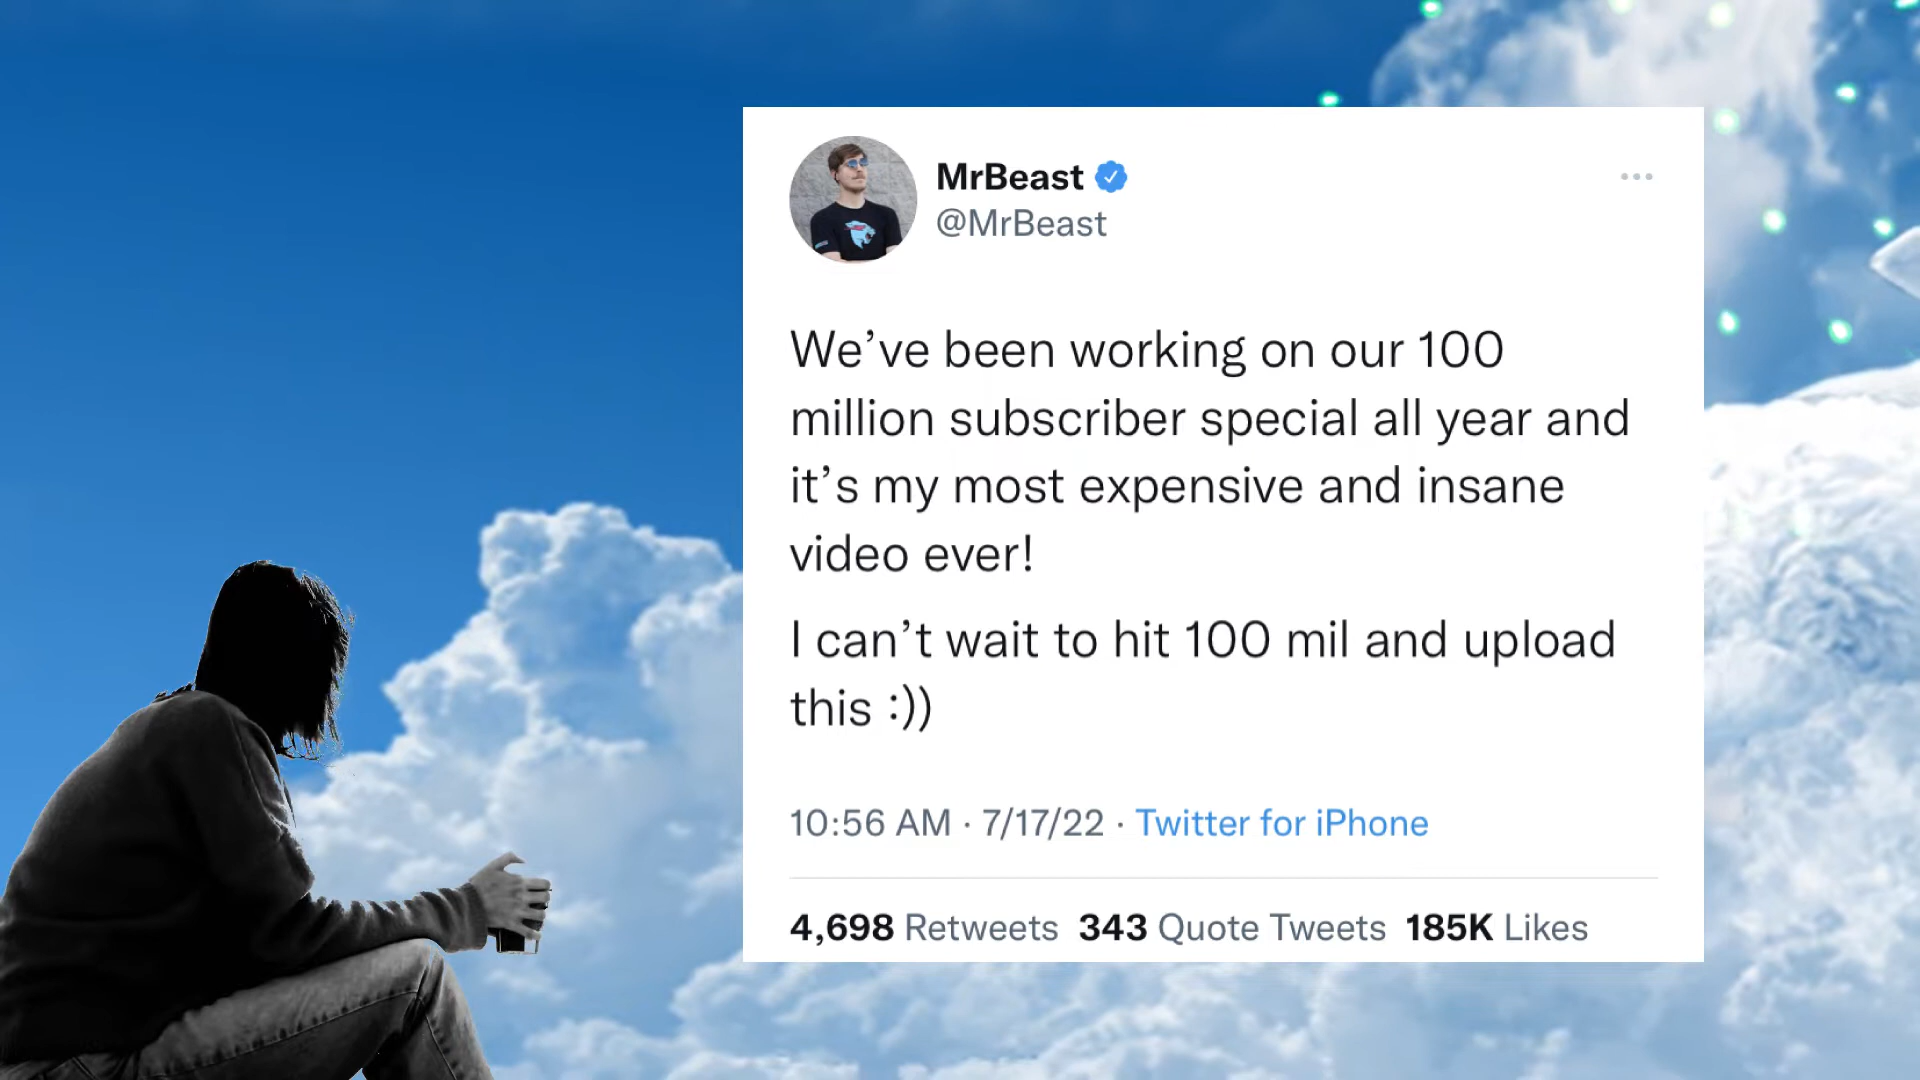 MrBeast
@MrBeast
We’ve been working on our 100
million subscriber special all year and
it’s my most expensive and insane
video ever!
I can’t wait to hit 100 mil and upload
this :))
10:56 AM · 7/17/22 · Twitter for iPhone
4,698 Retweets 343 Quote Tweets 185K Likes